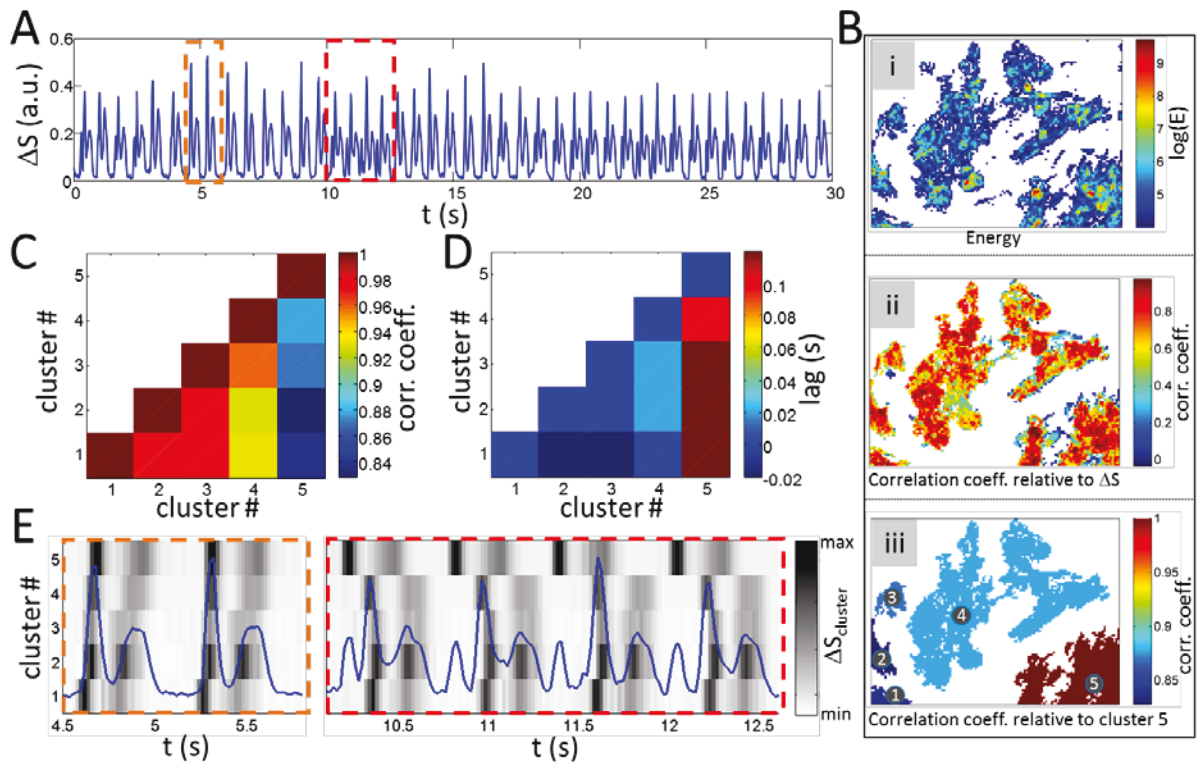 A
ΔS (a.u.)
0.6
0.4
0.2
0
0 5 10 15 20 25 30
t (s)
B
i
log(E)
9
8
7
6
5
Energy
ii
corr. coeff.
0.8
0.6
0.4
0.2
0
Correlation coeff. relative to ΔS
iii
corr. coeff.
1
0.95
0.9
0.85
3
4
2
1
5
Correlation coeff. relative to cluster 5
C
cluster #
5
4
3
2
1
1 2 3 4 5
cluster #
corr. coeff.
1
0.98
0.96
0.94
0.92
0.9
0.88
0.86
0.84
D
cluster #
5
4
3
2
1
1 2 3 4 5
cluster #
lag (s)
0.1
0.08
0.06
0.04
0.02
0
-0.02
E
cluster #
5
4
3
2
1
4.5 5 5.5
t (s)
10.5 11 11.5 12 12.5
t (s)
max
ΔScluster
min